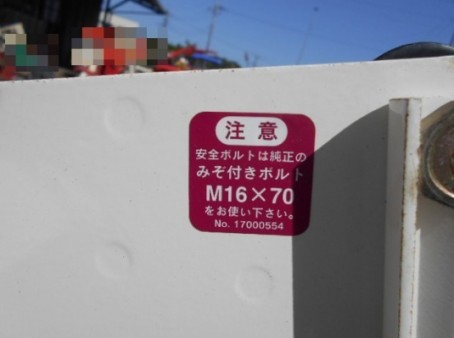 注意
安全ボルトは純正の
みぞ付きボルト
M16×70
をお使い下さい。
No. 17000554